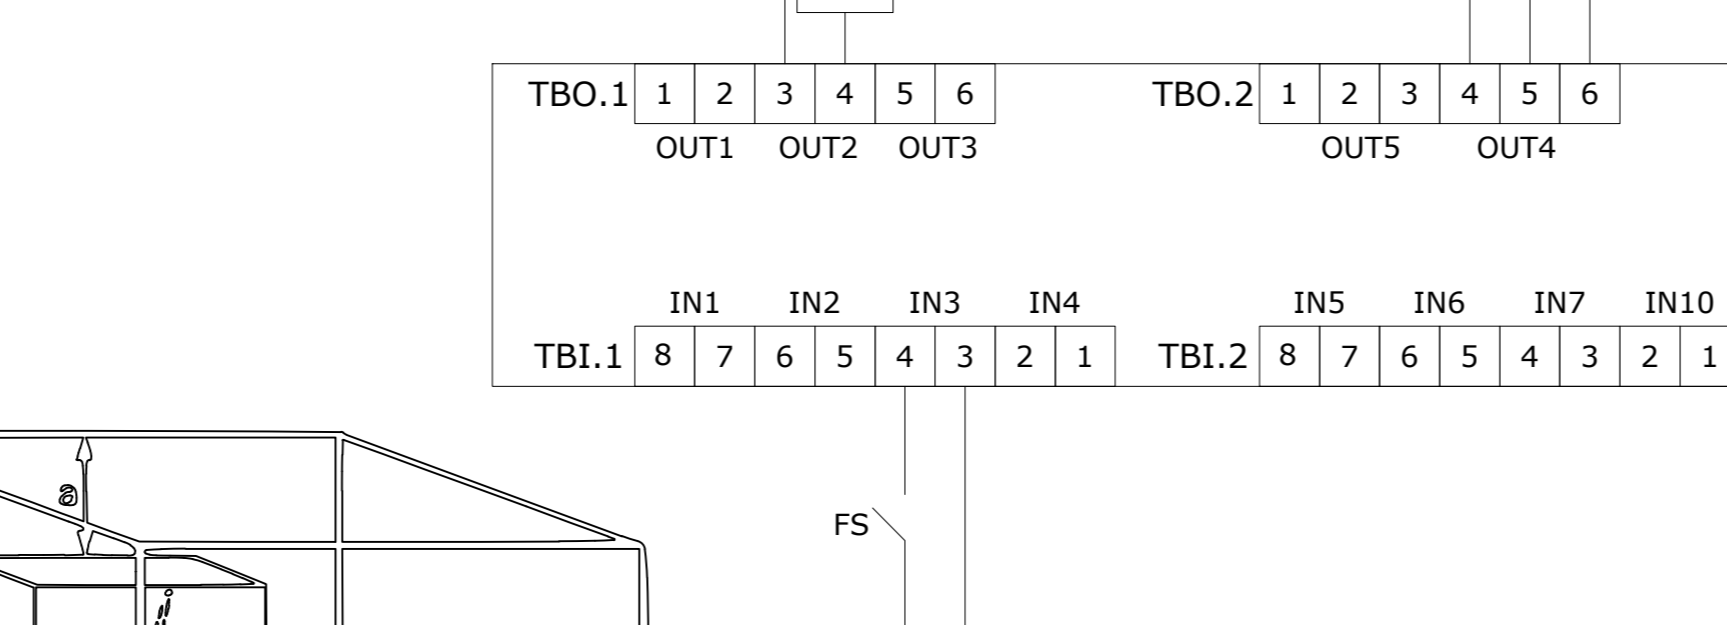 TBO.1 1 2 3 4 5 6 TBO.2 1 2 3 4 5 6
OUT1 OUT2 OUT3 OUT5 OUT4
IN1 IN2 IN3 IN4 IN5 IN6 IN7 IN10
TBI.1 8 7 6 5 4 3 2 1 TBI.2 8 7 6 5 4 3 2 1
a
FS